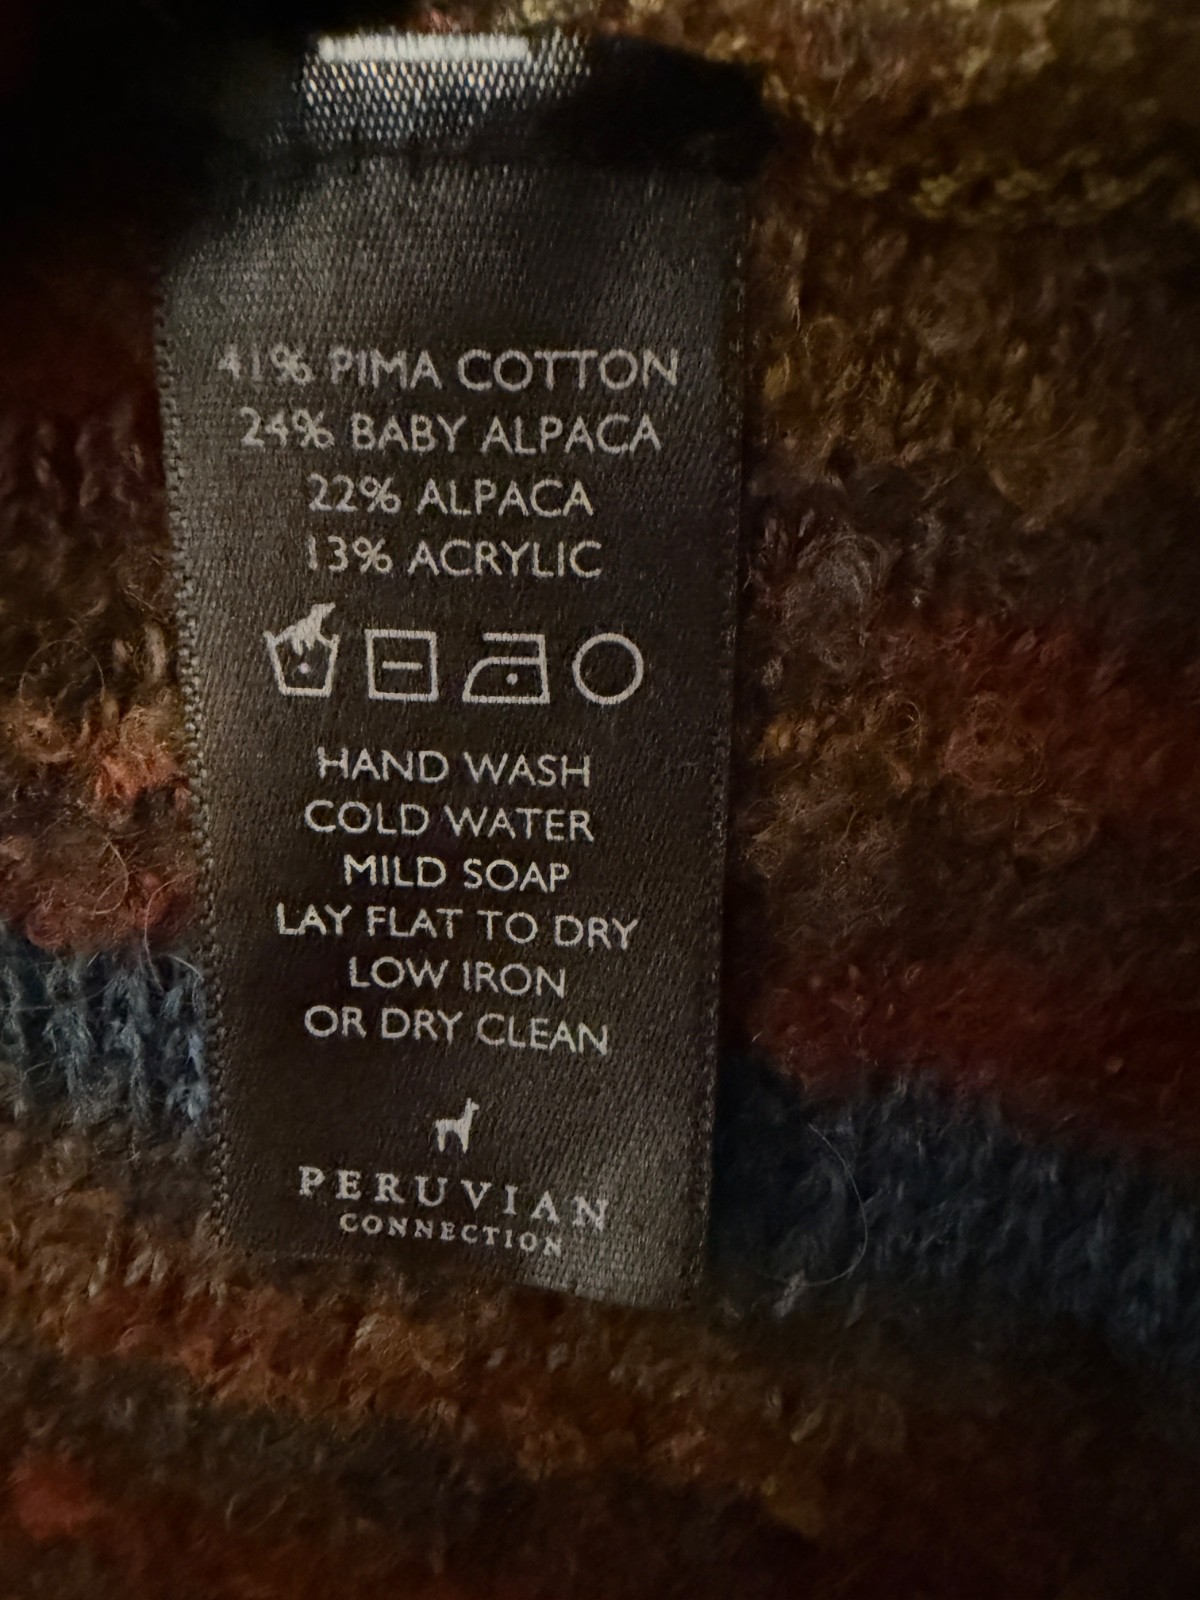 41% PIMA COTTON
24% BABY ALPACA
22% ALPACA
13% ACRYLIC
HAND WASH
COLD WATER
MILD SOAP
LAY FLAT TO DRY
LOW IRON
OR DRY CLEAN
PERUVIAN
CONNECTION